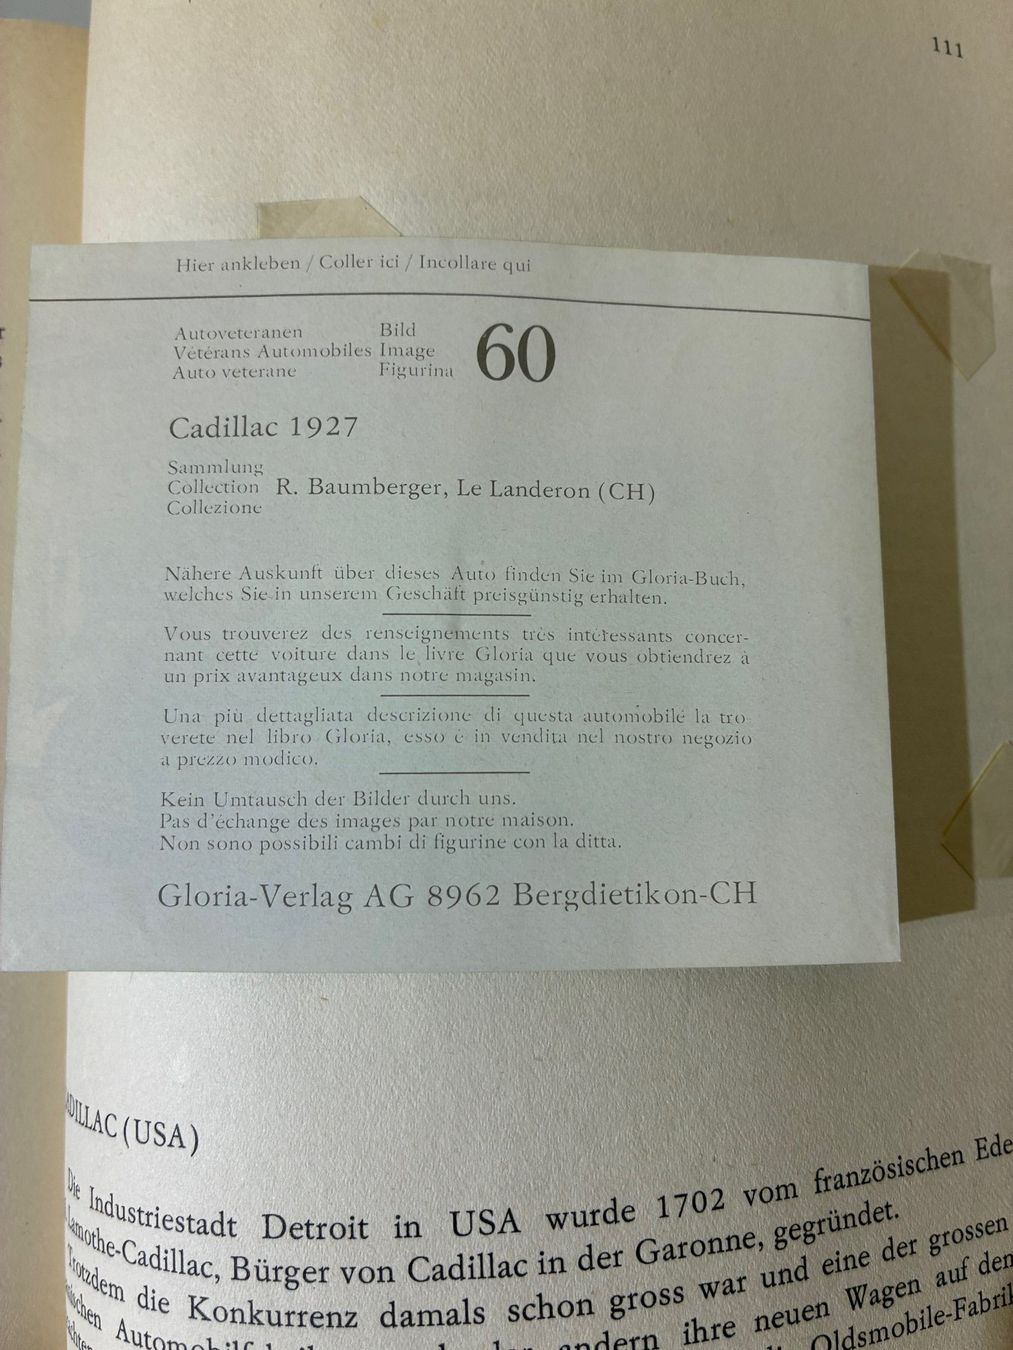 111
Hier ankleben / Coller ici / Incollare qui
Autoveteranen Bild
Vétérans Automobiles Image 60
Auto veterane Figurina
Cadillac 1927
Sammlung
Collection R. Baumberger, Le Landeron (CH)
Collezione
Nähere Auskunft über dieses Auto finden Sie im Gloria-Buch,
welches Sie in unserem Geschäft preisgünstig erhalten.
Vous trouverez des renseignements très intéressants concer-
nant cette voiture dans le livre Gloria que vous obtiendrez à
un prix avantageux dans notre magasin.
Una più dettagliata descrizione di questa automobile la tro-
verete nel libro Gloria, esso è in vendita nel nostro negozio
a prezzo modico.
Kein Umtausch der Bilder durch uns.
Pas d'échange des images par notre maison.
Non sono possibili cambi di figurine con la ditta.
Gloria-Verlag AG 8962 Bergdietikon-CH
CADILLAC (USA)
Die Industriestadt Detroit in USA wurde 1702 vom französischen Ede
Lamothe-Cadillac, Bürger von Cadillac in der Garonne, gegründet.
Trotzdem die Konkurrenz damals schon gross war und eine der grossen
ändern ihre neuen Wagen auf den
Oldsmobile-Fabrik